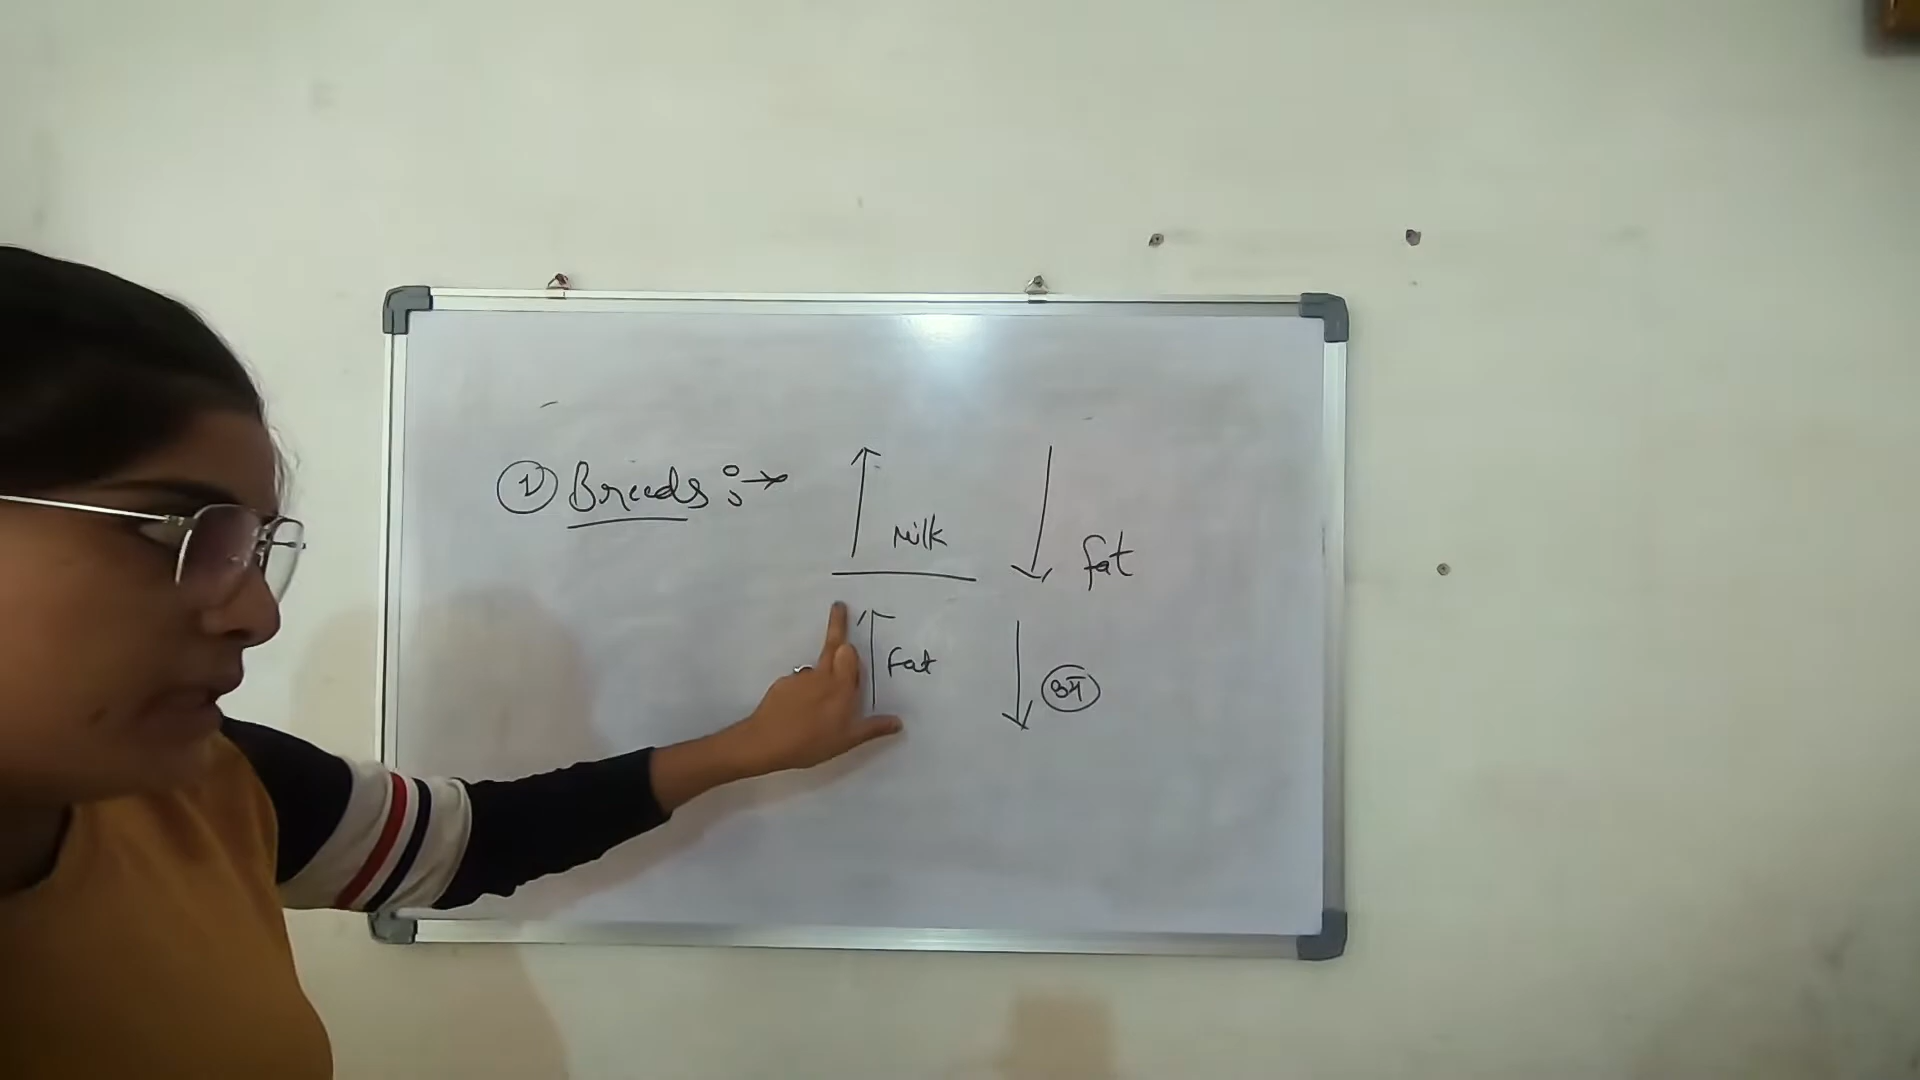 ① Breeds :→ ↑ Milk ↓ fat
↑ Fat ↓